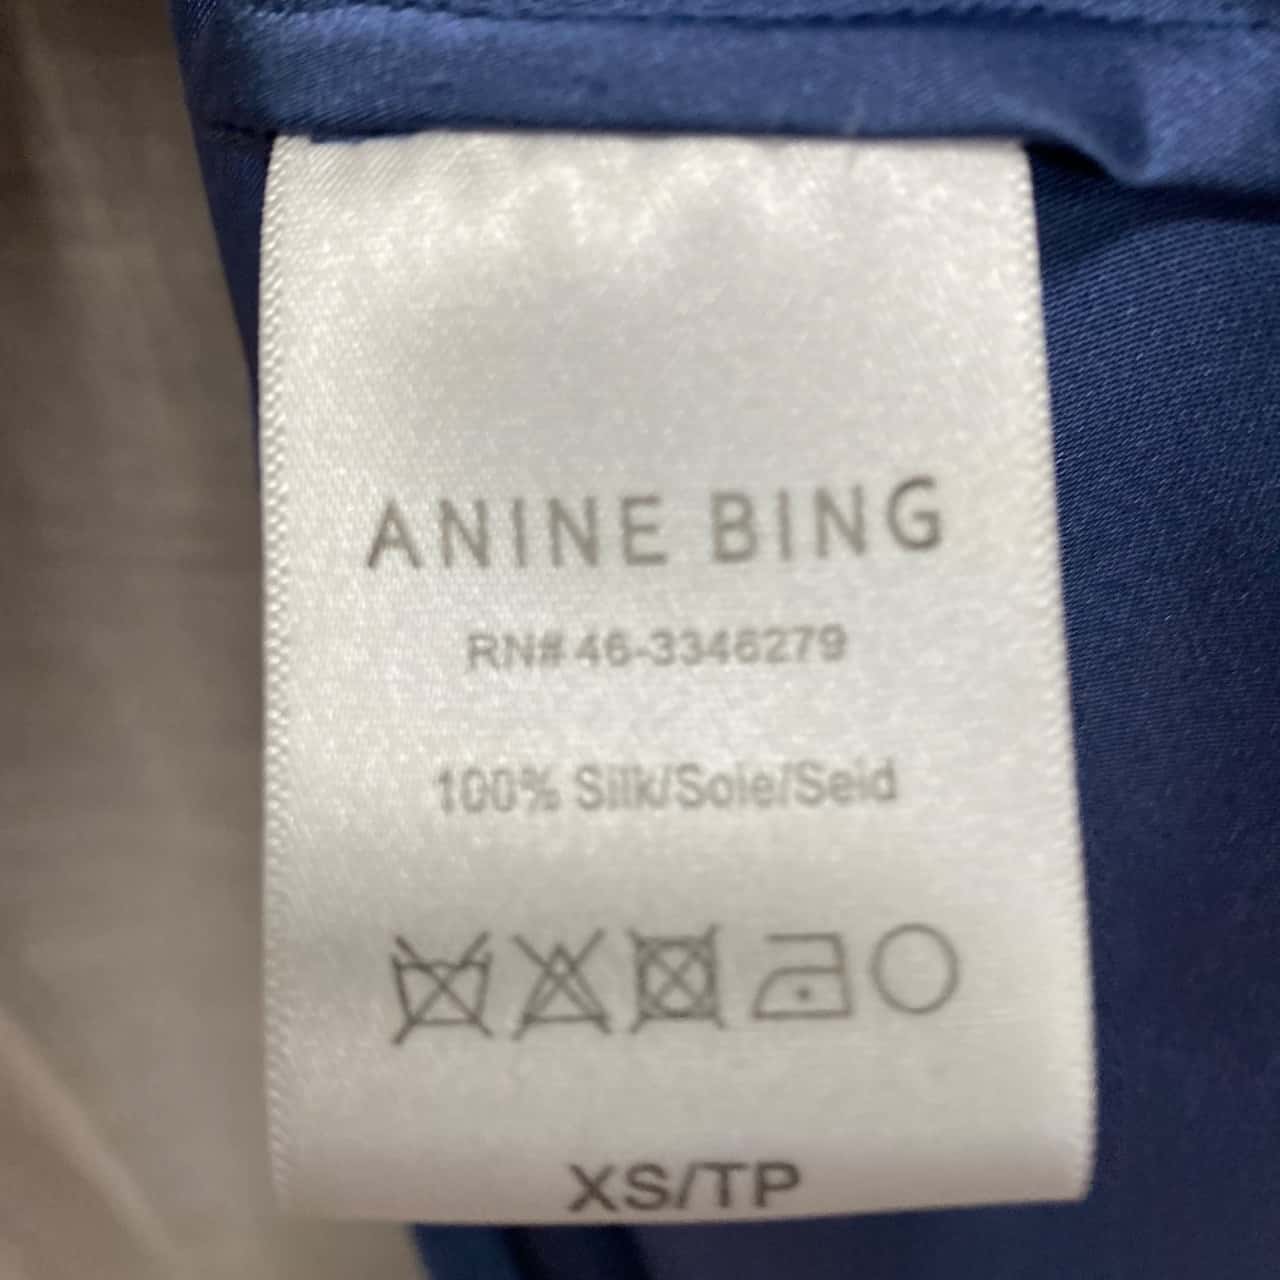 ANINE BING
RN# 46-3346279
100% Silk/Soie/Seid
XS/TP